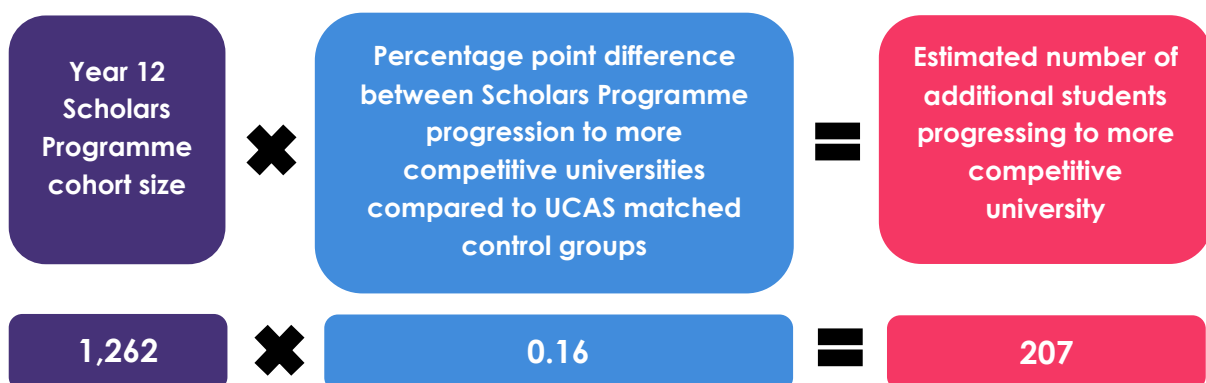 Year 12
Scholars
Programme
cohort size
Percentage point difference
between Scholars Programme
progression to more
competitive universities
compared to UCAS matched
control groups
Estimated number of
additional students
progressing to more
competitive
university
1,262
0.16
207